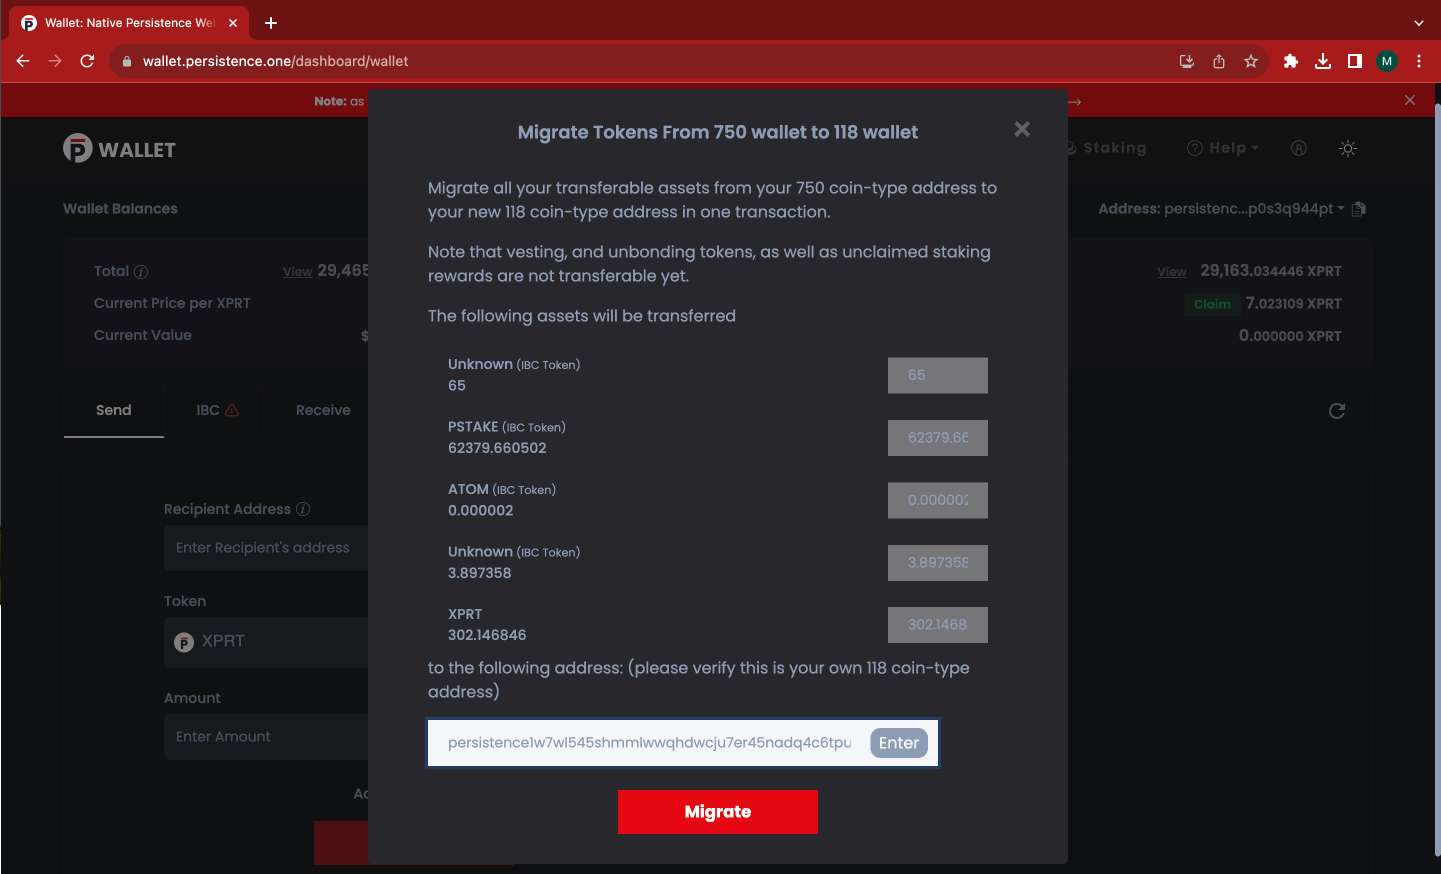 Wallet: Native Persistence We
wallet.persistence.one/dashboard/wallet
M
Note: as
WALLET
Staking
Help
Wallet Balances
Address: persistenc...p0s3q944pt
Total
View 29,465
Current Price per XPRT
Current Value
$
View 29,163.034446 XPRT
Claim 7.023109 XPRT
0.000000 XPRT
Send
IBC
Receive
Recipient Address
Enter Recipient's address
Token
XPRT
Amount
Enter Amount
Migrate Tokens From 750 wallet to 118 wallet
Migrate all your transferable assets from your 750 coin-type address to
your new 118 coin-type address in one transaction.
Note that vesting, and unbonding tokens, as well as unclaimed staking
rewards are not transferable yet.
The following assets will be transferred
Unknown (IBC Token)
65
65
PSTAKE (IBC Token)
62379.660502
62379.66
ATOM (IBC Token)
0.000002
0.000002
Unknown (IBC Token)
3.897358
3.897358
XPRT
302.146846
302.1468
to the following address: (please verify this is your own 118 coin-type
address)
persistence1w7wl545shmmlwwqhdwcju7er45nadq4c6tpu
Enter
Migrate